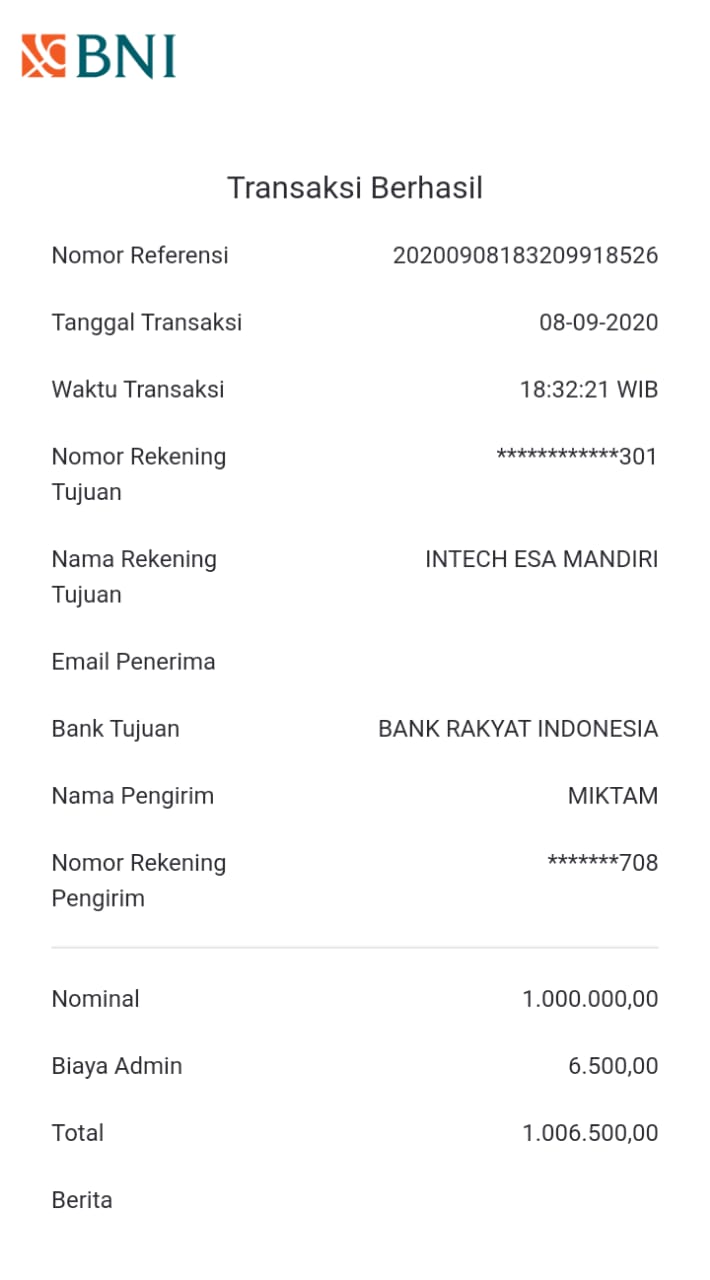 BNI
Transaksi Berhasil
Nomor Referensi 20200908183209918526
Tanggal Transaksi 08-09-2020
Waktu Transaksi 18:32:21 WIB
Nomor Rekening ************301
Tujuan
Nama Rekening INTECH ESA MANDIRI
Tujuan
Email Penerima
Bank Tujuan BANK RAKYAT INDONESIA
Nama Pengirim MIKTAM
Nomor Rekening *******708
Pengirim
Nominal 1.000.000,00
Biaya Admin 6.500,00
Total 1.006.500,00
Berita